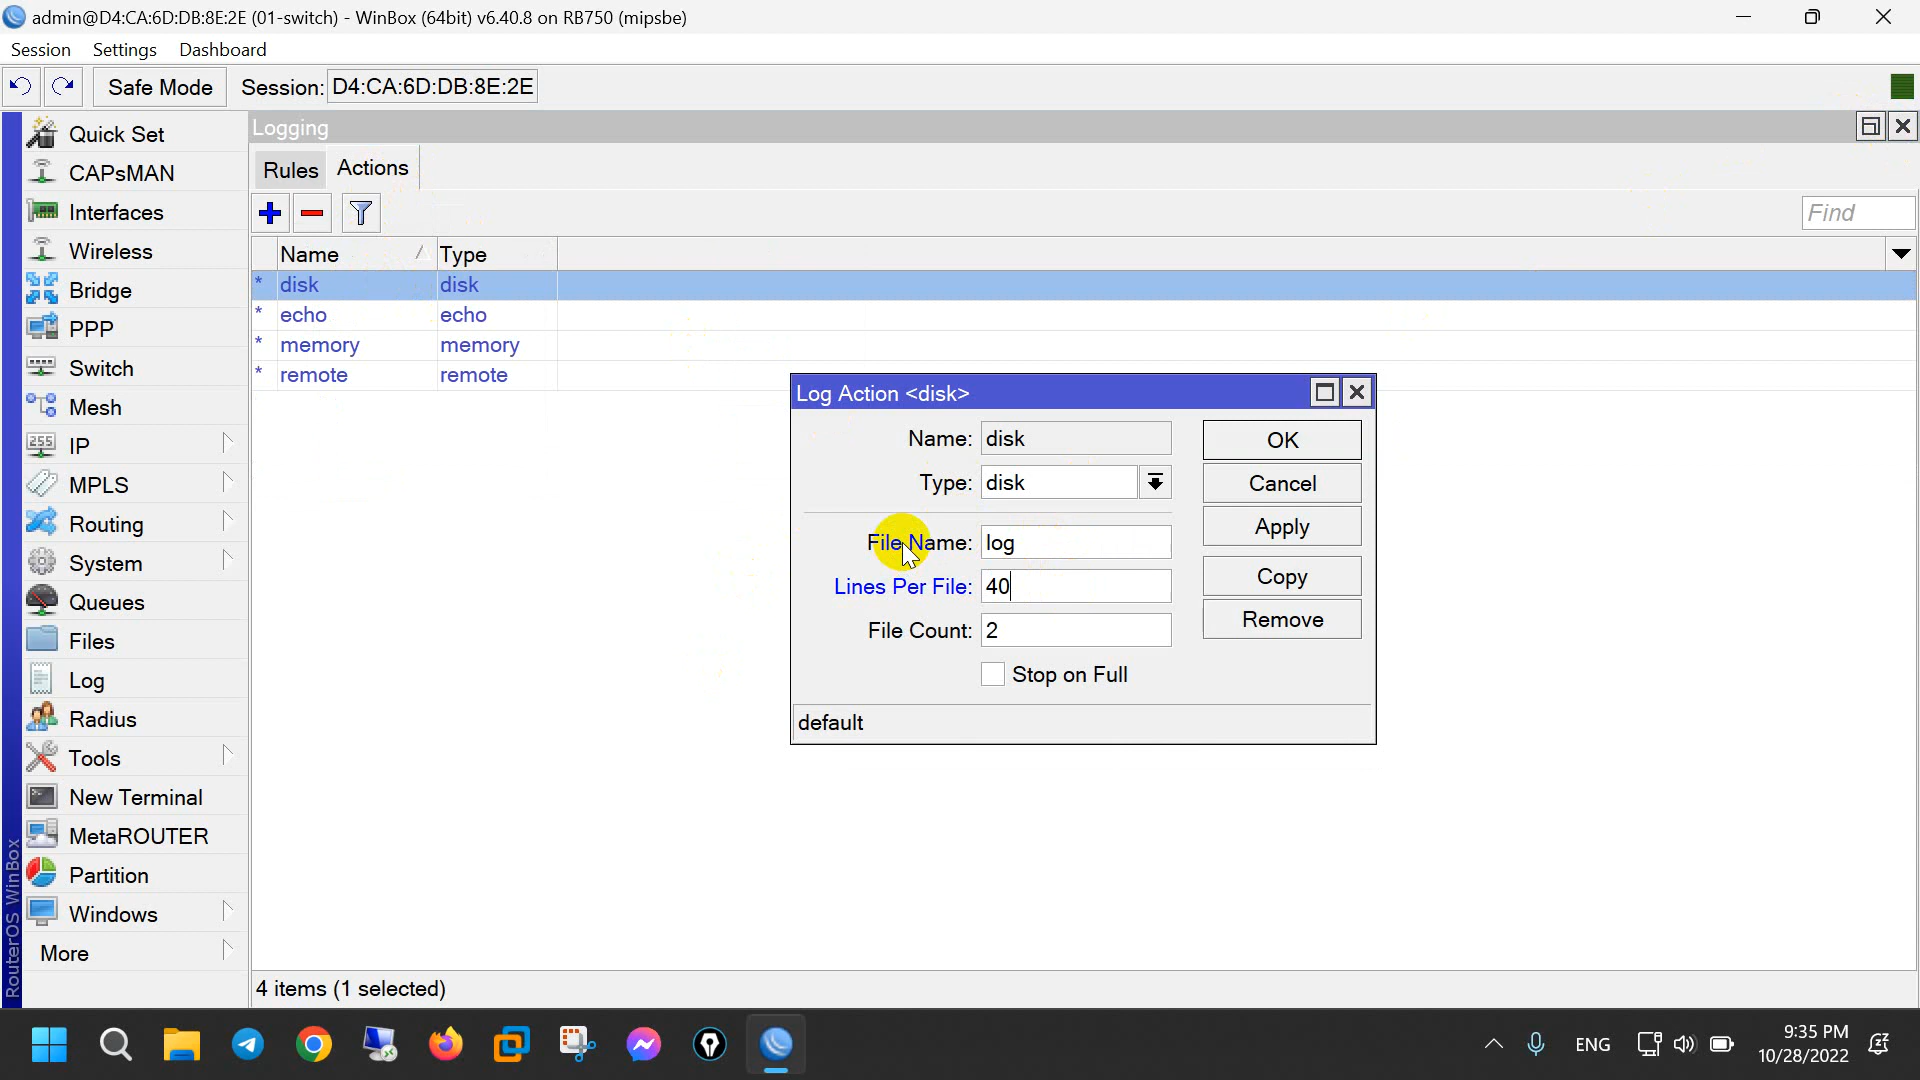 admin@D4:CA:6D:DB:8E:2E (01-switch) - WinBox (64bit) v6.40.8 on RB750 (mipsbe)
Session Settings Dashboard
Safe Mode Session: D4:CA:6D:DB:8E:2E
Quick Set
CAPsMAN
Interfaces
Wireless
Bridge
PPP
Switch
Mesh
255 IP
MPLS
Routing
System
Queues
Files
Log
Radius
Tools
New Terminal
MetaROUTER
Partition
Windows
More
RouterOS WinBox
Logging
Rules Actions
Find
Name Type
* disk disk
* echo echo
* memory memory
* remote remote
Log Action <disk>
Name: disk
Type: disk
File Name: log
Lines Per File: 40
File Count: 2
Stop on Full
default
OK
Cancel
Apply
Copy
Remove
4 items (1 selected)
ENG
9:35 PM
10/28/2022